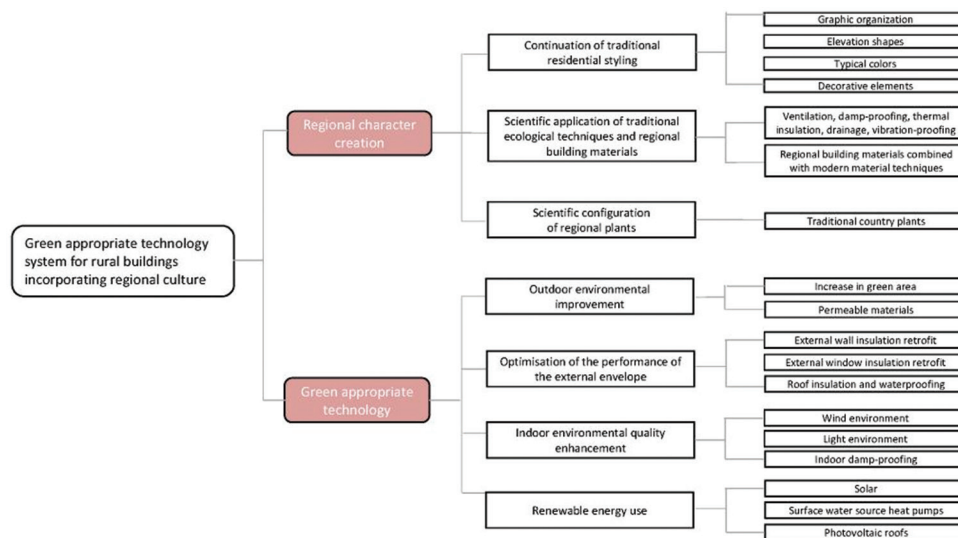 Green appropriate technology
system for rural buildings
incorporating regional culture
Regional character
creation
Continuation of traditional
residential styling
Graphic organization
Elevation shapes
Typical colors
Decorative elements
Scientific application of traditional
ecological techniques and regional
building materials
Ventilation, damp-proofing, thermal
insulation, drainage, vibration-proofing
Regional building materials combined
with modern material techniques
Scientific configuration
of regional plants
Traditional country plants
Green appropriate
technology
Outdoor environmental
improvement
Increase in green area
Permeable materials
Optimisation of the performance of
the external envelope
External wall insulation retrofit
External window insulation retrofit
Roof insulation and waterproofing
Indoor environmental quality
enhancement
Wind environment
Light environment
Indoor damp-proofing
Renewable energy use
Solar
Surface water source heat pumps
Photovoltaic roofs